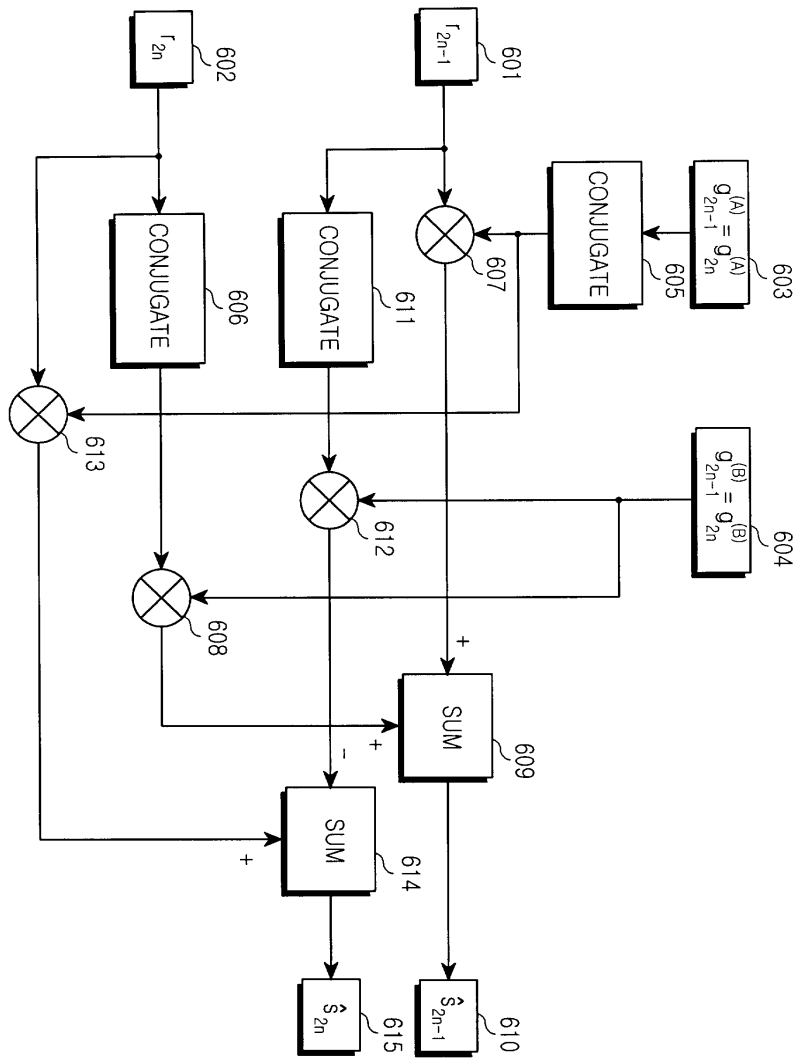 r2n-1
601
r2n
602
g(A)2n-1 = g(A)2n
603
g(B)2n-1 = g(B)2n
604
CONJUGATE
605
CONJUGATE
606
607
CONJUGATE
611
612
613
608
+
+
SUM
609
-
+
SUM
614
ŝ2n-1
610
ŝ2n
615